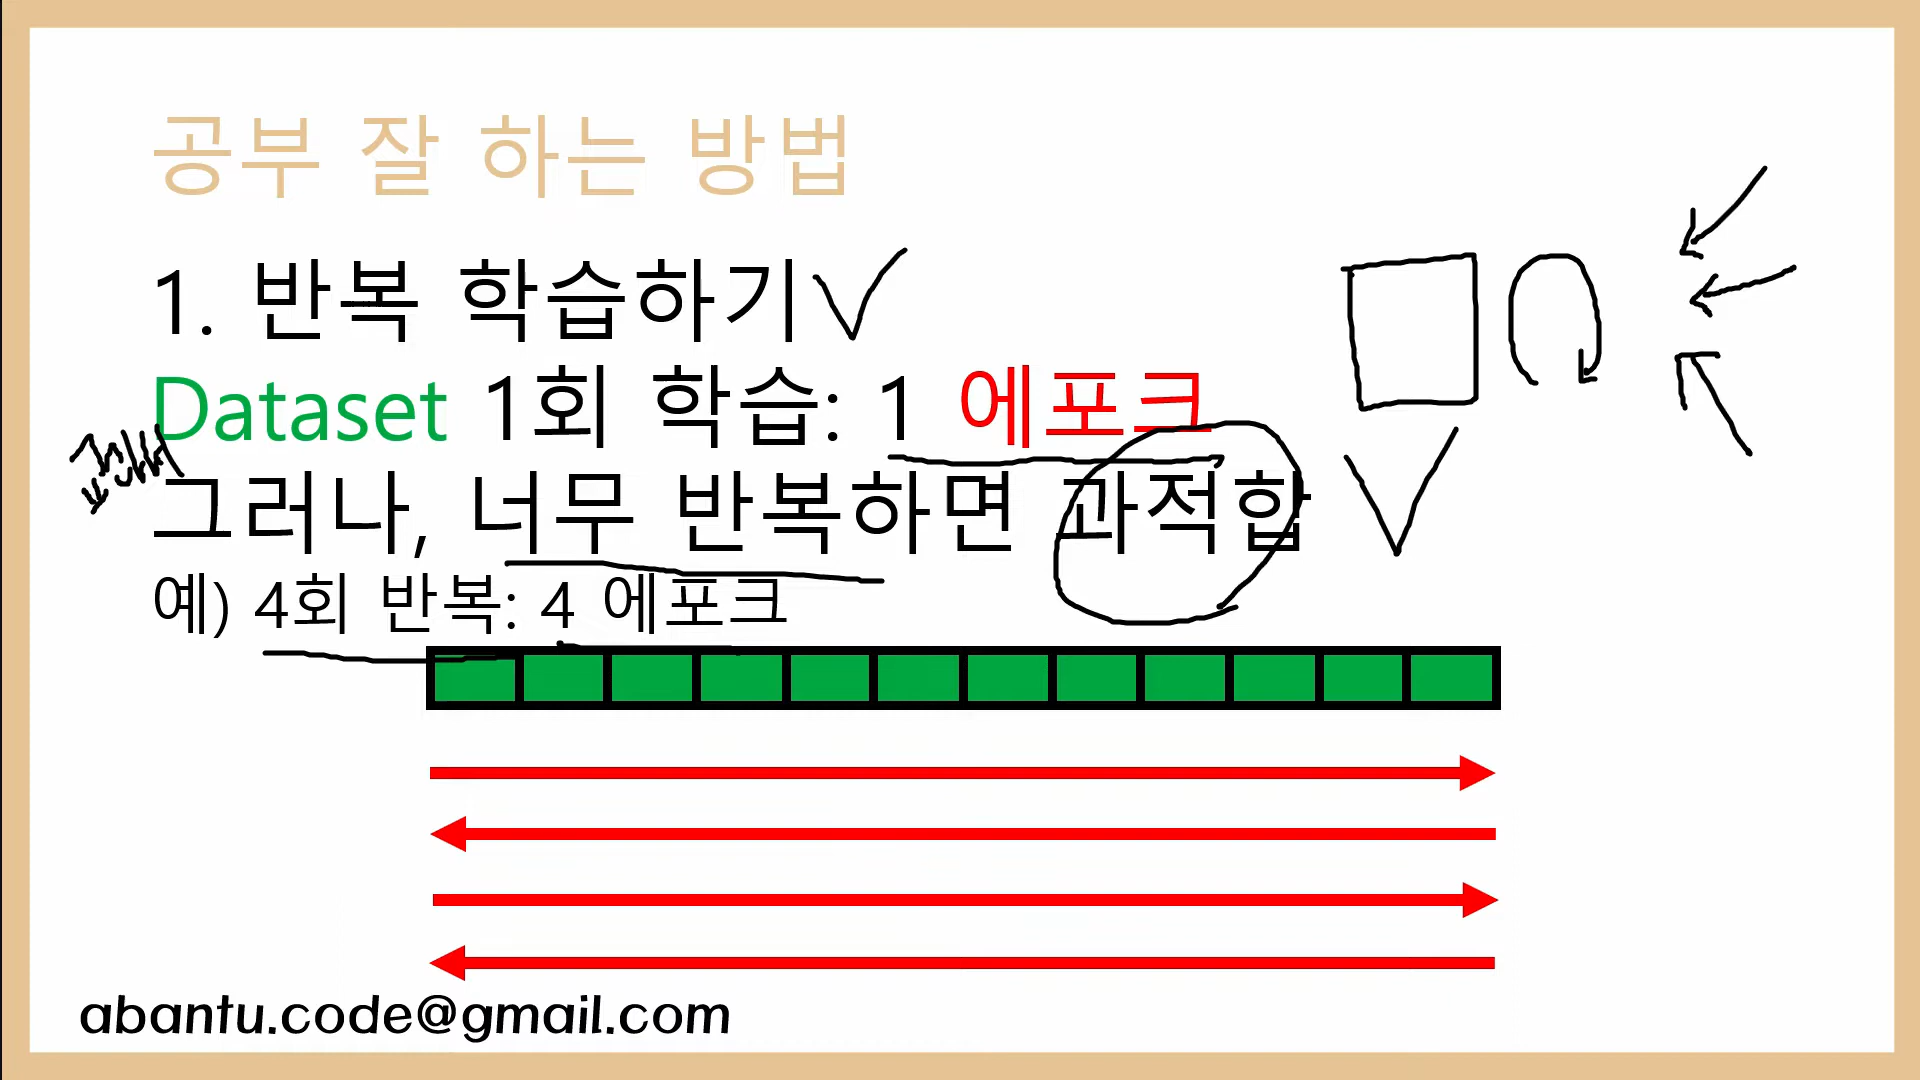 공부 잘 하는 방법
1. 반복 학습하기
Dataset 1회 학습: 1 에포크
그러나, 너무 반복하면 과적합
예) 4회 반복: 4 에포크
abantu.code@gmail.com